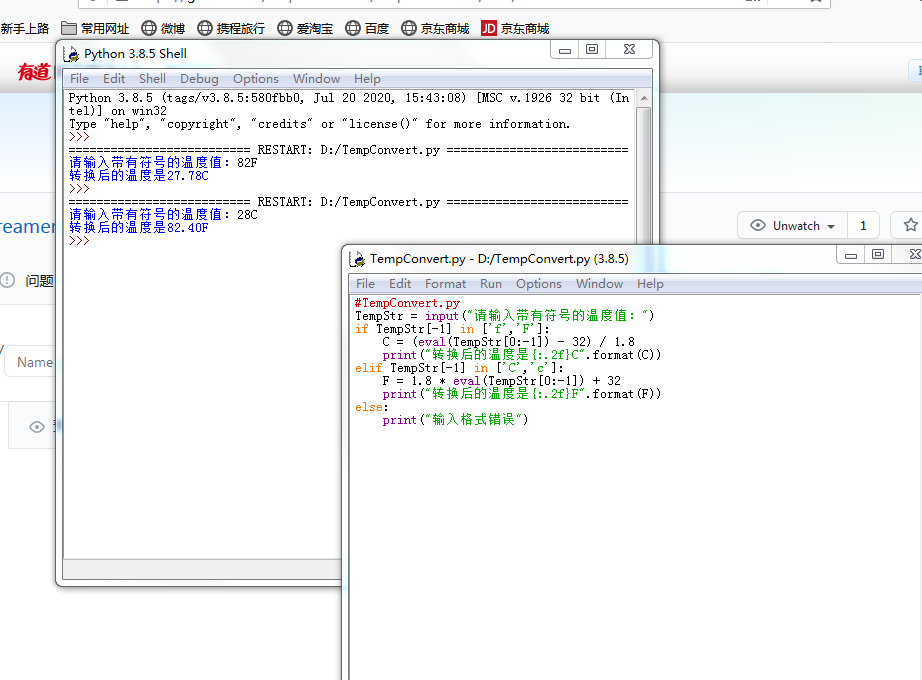 新手上路 常用网址 微博 携程旅行 爱淘宝 百度 京东商城 JD 京东商城
有道
Python 3.8.5 Shell
File Edit Shell Debug Options Window Help
Python 3.8.5 (tags/v3.8.5:580fbb0, Jul 20 2020, 15:43:08) [MSC v.1926 32 bit (In
tel)] on win32
Type "help", "copyright", "credits" or "license()" for more information.
>>>
========================== RESTART: D:/TempConvert.py ==========================
请输入带有符号的温度值: 82F
转换后的温度是27.78C
>>>
========================== RESTART: D:/TempConvert.py ==========================
请输入带有符号的温度值: 28C
转换后的温度是82.40F
>>>
reamer
Unwatch 1
问题
Name
TempConvert.py - D:/TempConvert.py (3.8.5)
File Edit Format Run Options Window Help
#TempConvert.py
TempStr = input("请输入带有符号的温度值: ")
if TempStr[-1] in ['f','F']:
    C = (eval(TempStr[0:-1]) - 32) / 1.8
    print("转换后的温度是{:.2f}C".format(C))
elif TempStr[-1] in ['C','c']:
    F = 1.8 * eval(TempStr[0:-1]) + 32
    print("转换后的温度是{:.2f}F".format(F))
else:
    print("输入格式错误")